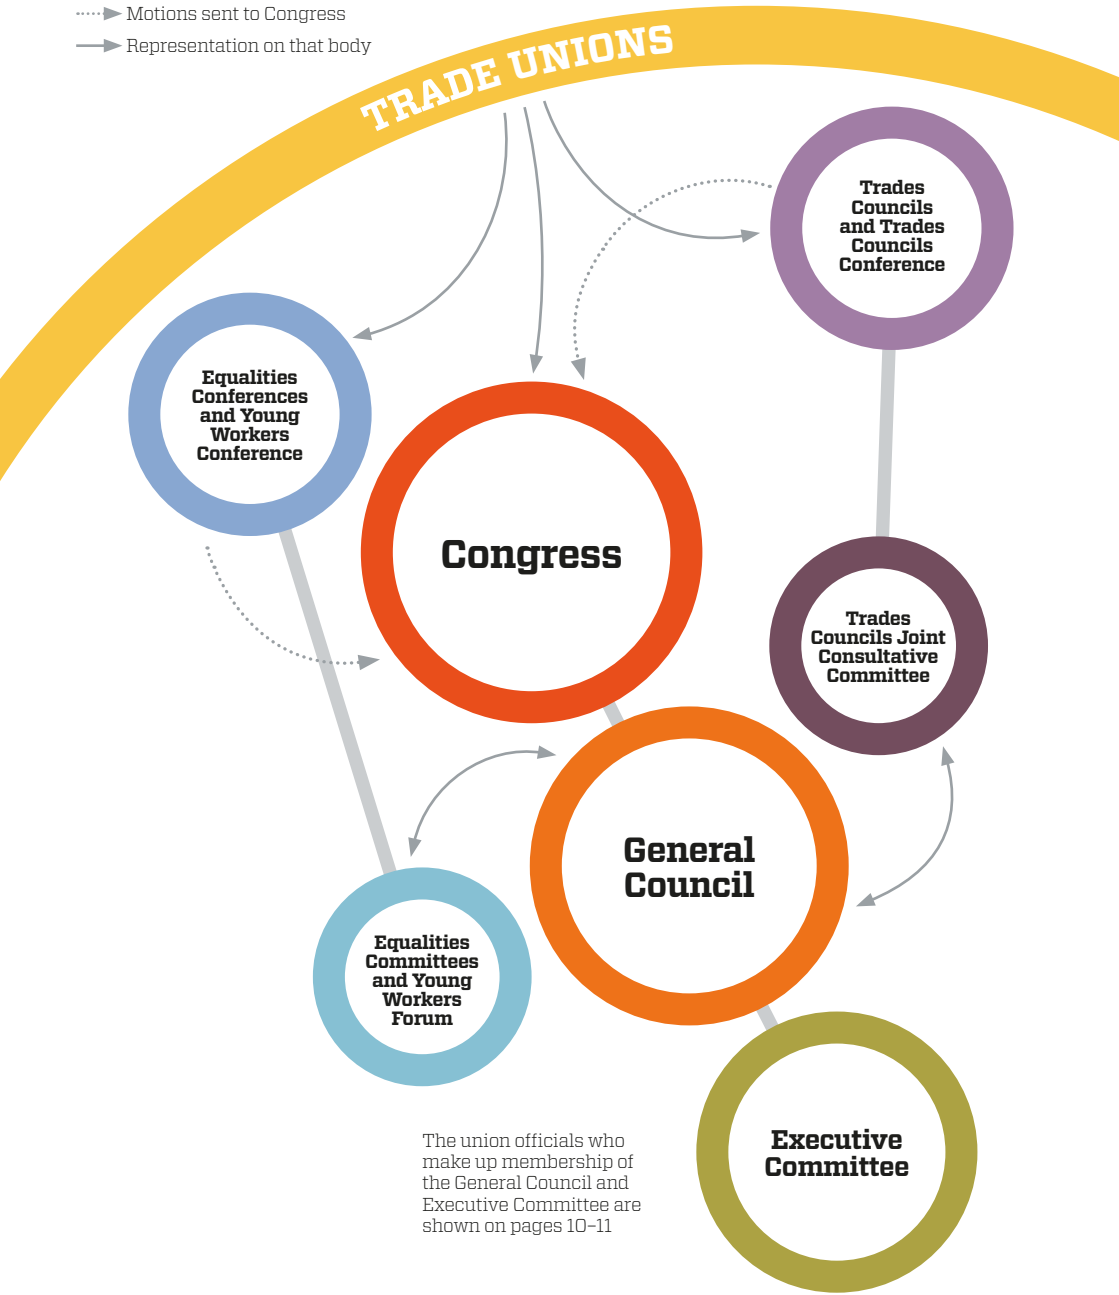 Motions sent to Congress
Representation on that body
TRADE UNIONS
Trades
Councils
and Trades
Councils
Conference
Equalities
Conferences
and Young
Workers
Conference
Congress
Trades
Councils Joint
Consultative
Committee
General
Council
Equalities
Committees
and Young
Workers
Forum
Executive
Committee
The union officials who
make up membership of
the General Council and
Executive Committee are
shown on pages 10–11